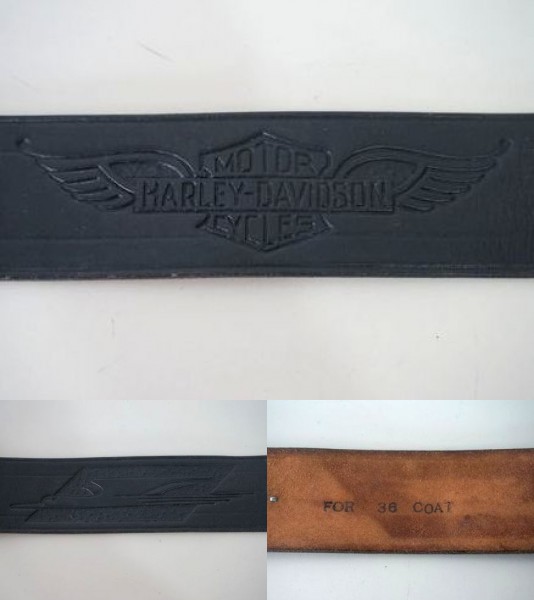 MOTOR
HARLEY-DAVIDSON
CYCLES
FOR 36 COAT